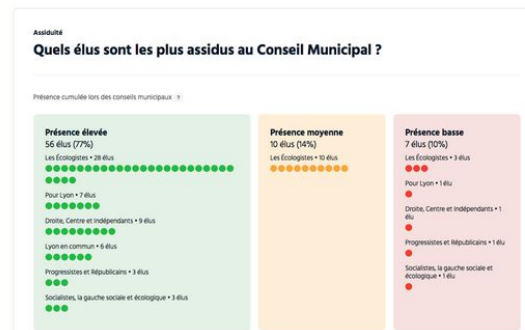 Assiduité
Quels élus sont les plus assidus au Conseil Municipal ?
Présence cumulée lors des conseils municipaux ?
Présence élevée
56 élus (77%)
Les Écologistes • 28 élus
Pour Lyon • 7 élus
Droite, Centre et Indépendants • 9 élus
Lyon en commun • 6 élus
Progressistes et Républicains • 3 élus
Socialistes, la gauche sociale et écologique • 3 élus
Présence moyenne
10 élus (14%)
Les Écologistes • 10 élus
Présence basse
7 élus (10%)
Les Écologistes • 3 élus
Pour Lyon • 1 élu
Droite, Centre et Indépendants • 1
élu
Progressistes et Républicains • 1 élu
Socialistes, la gauche sociale et
écologique • 1 élu